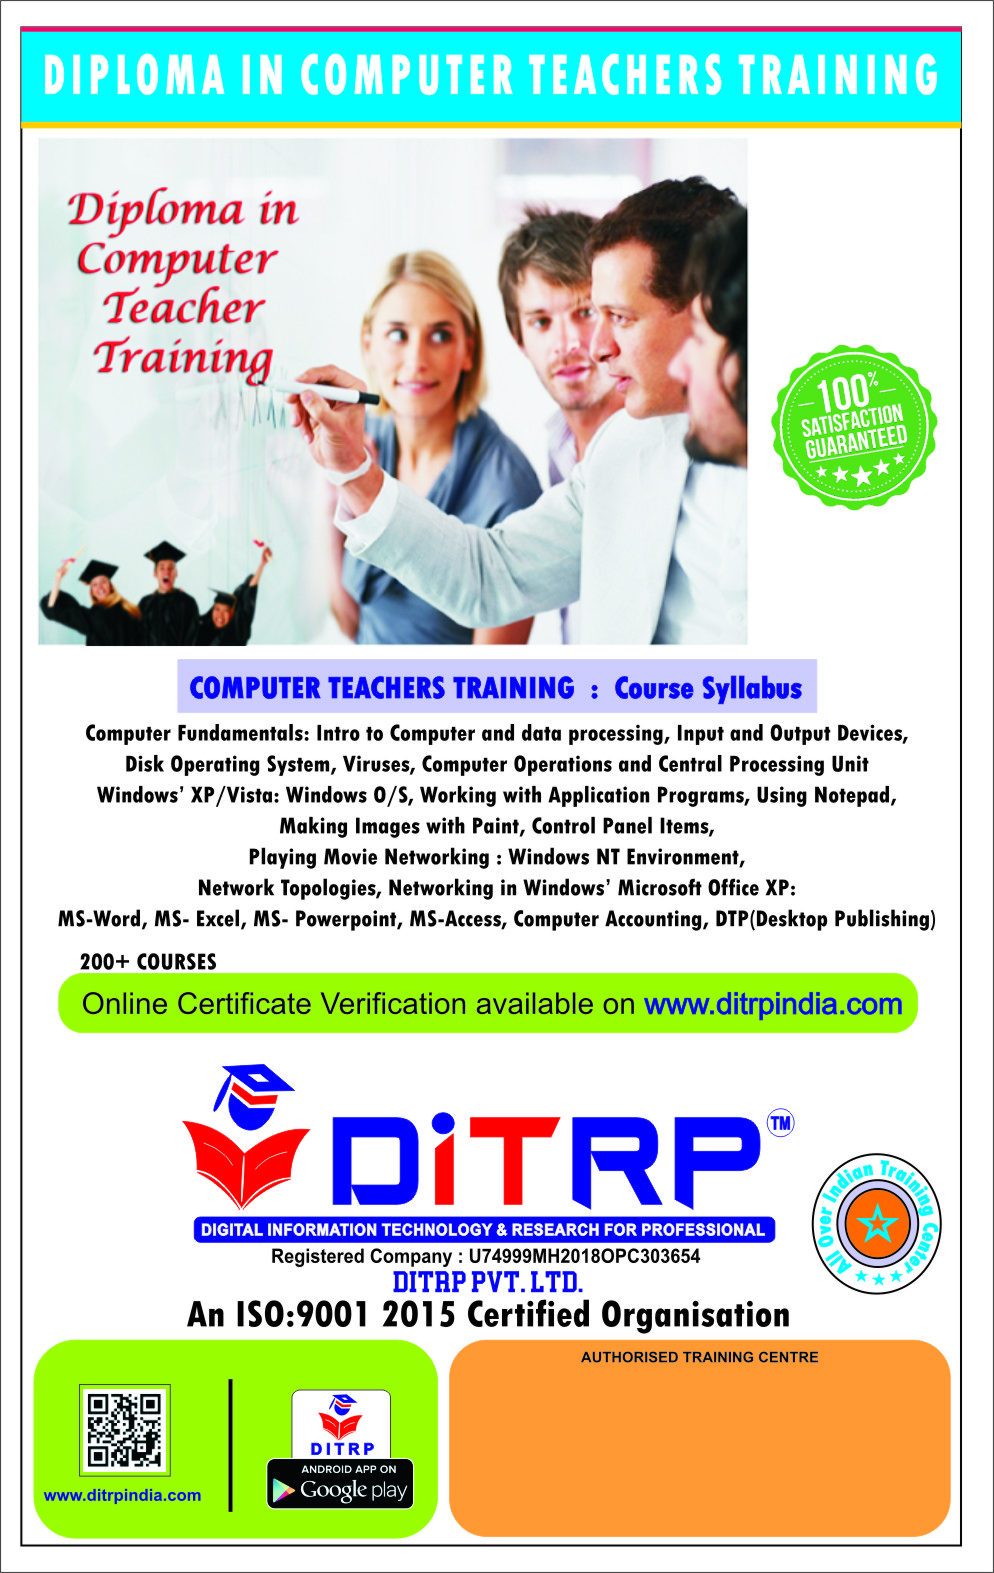 DIPLOMA IN COMPUTER TEACHERS TRAINING
Diploma in
Computer
Teacher
Training
100%
SATISFACTION
GUARANTEED
COMPUTER TEACHERS TRAINING : Course Syllabus
Computer Fundamentals: Intro to Computer and data processing, Input and Output Devices,
Disk Operating System, Viruses, Computer Operations and Central Processing Unit
Windows' XP/Vista: Windows O/S, Working with Application Programs, Using Notepad,
Making Images with Paint, Control Panel Items,
Playing Movie Networking : Windows NT Environment,
Network Topologies, Networking in Windows' Microsoft Office XP:
MS-Word, MS- Excel, MS- Powerpoint, MS-Access, Computer Accounting, DTP(Desktop Publishing)
200+ COURSES
Online Certificate Verification available on www.ditrpindia.com
DiTRP TM
DIGITAL INFORMATION TECHNOLOGY & RESEARCH FOR PROFESSIONAL
Registered Company : U74999MH2018OPC303654
DITRP PVT. LTD.
An ISO:9001 2015 Certified Organisation
All Over Indian Training Center
www.ditrpindia.com
DITRP
ANDROID APP ON
Google play
AUTHORISED TRAINING CENTRE